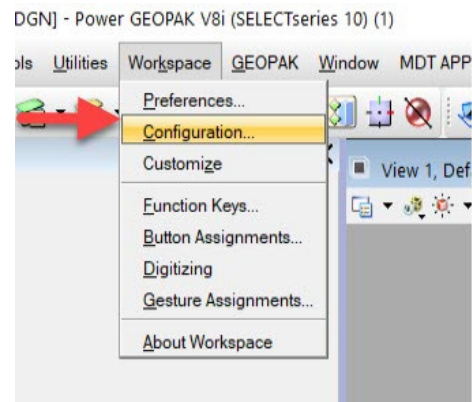 DGN] - Power GEOPAK V8i (SELECTseries 10) (1)
Utilities Workspace GEOPAK Window MDT APP
Preferences...
Configuration...
Customize
View 1, Def
Function Keys...
Button Assignments...
Digitizing
Gesture Assignments...
About Workspace